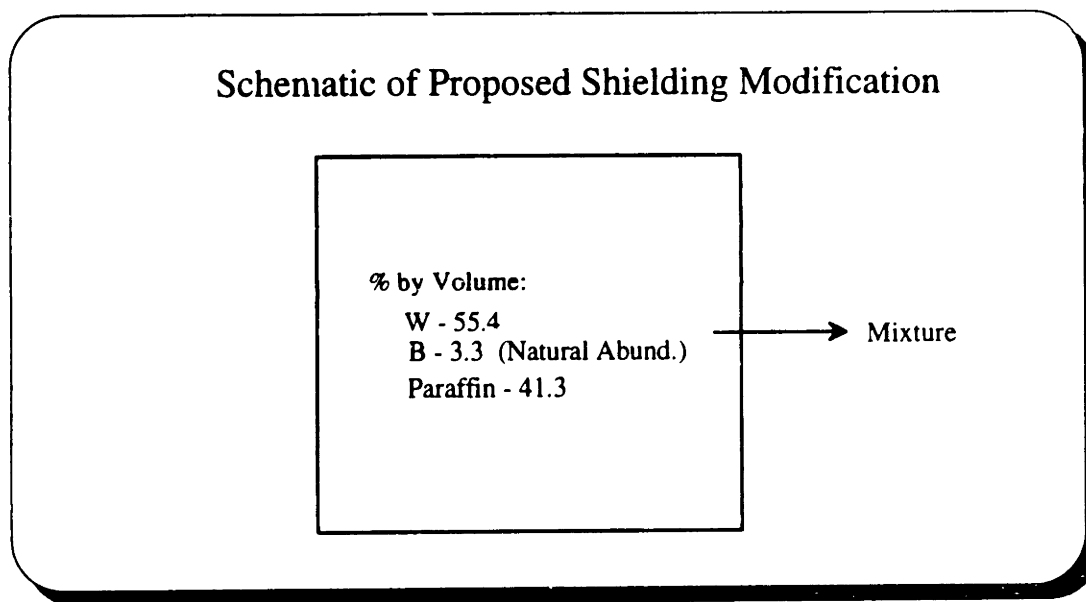 Schematic of Proposed Shielding Modification
% by Volume:
W - 55.4
B - 3.3 (Natural Abund.)
Paraffin - 41.3
Mixture